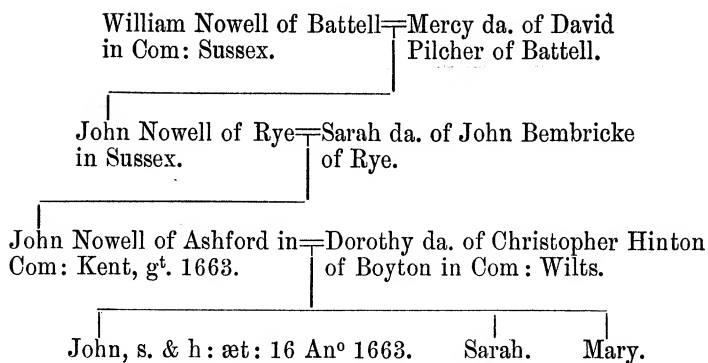 William Nowell of Battell=Mercy da. of David
in Com: Sussex. Pilcher of Battell.
John Nowell of Rye=Sarah da. of John Bembricke
in Sussex. of Rye.
John Nowell of Ashford in=Dorothy da. of Christopher Hinton
Com: Kent, gᵗ. 1663. of Boyton in Com: Wilts.
John, s. & h: æt: 16 Anº 1663. Sarah. Mary.